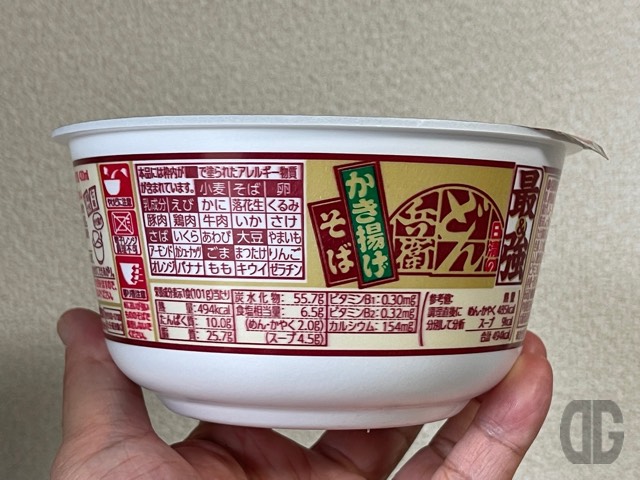 本品には枠内が■で塗られたアレルギー物質
が含まれています。 小麦 そば 卵
乳成分 えび かに 落花生 くるみ
豚肉 鶏肉 牛肉 いか さけ
さば いくら あわび 大豆 やまいも
アーモンド カシューナッツ ごま まつたけ りんご
オレンジ バナナ もも キウイ ゼラチン
栄養成分表示1食(101g)当たり
熱量 494kcal
たんぱく質 10.0g
脂質 25.7g
炭水化物 55.7g
食塩相当量 6.5g
(めん・かやく 2.0g)
(スープ 4.5g)
ビタミンB1 0.30mg
ビタミンB2 0.32mg
カルシウム 154mg
(参考値) 熱量
調理直後に めん・かやく 485kcal
分別して分析 スープ 9kcal
合計 494kcal
かき揚げ
そば
日清の
どん
兵衛
最&強
DG